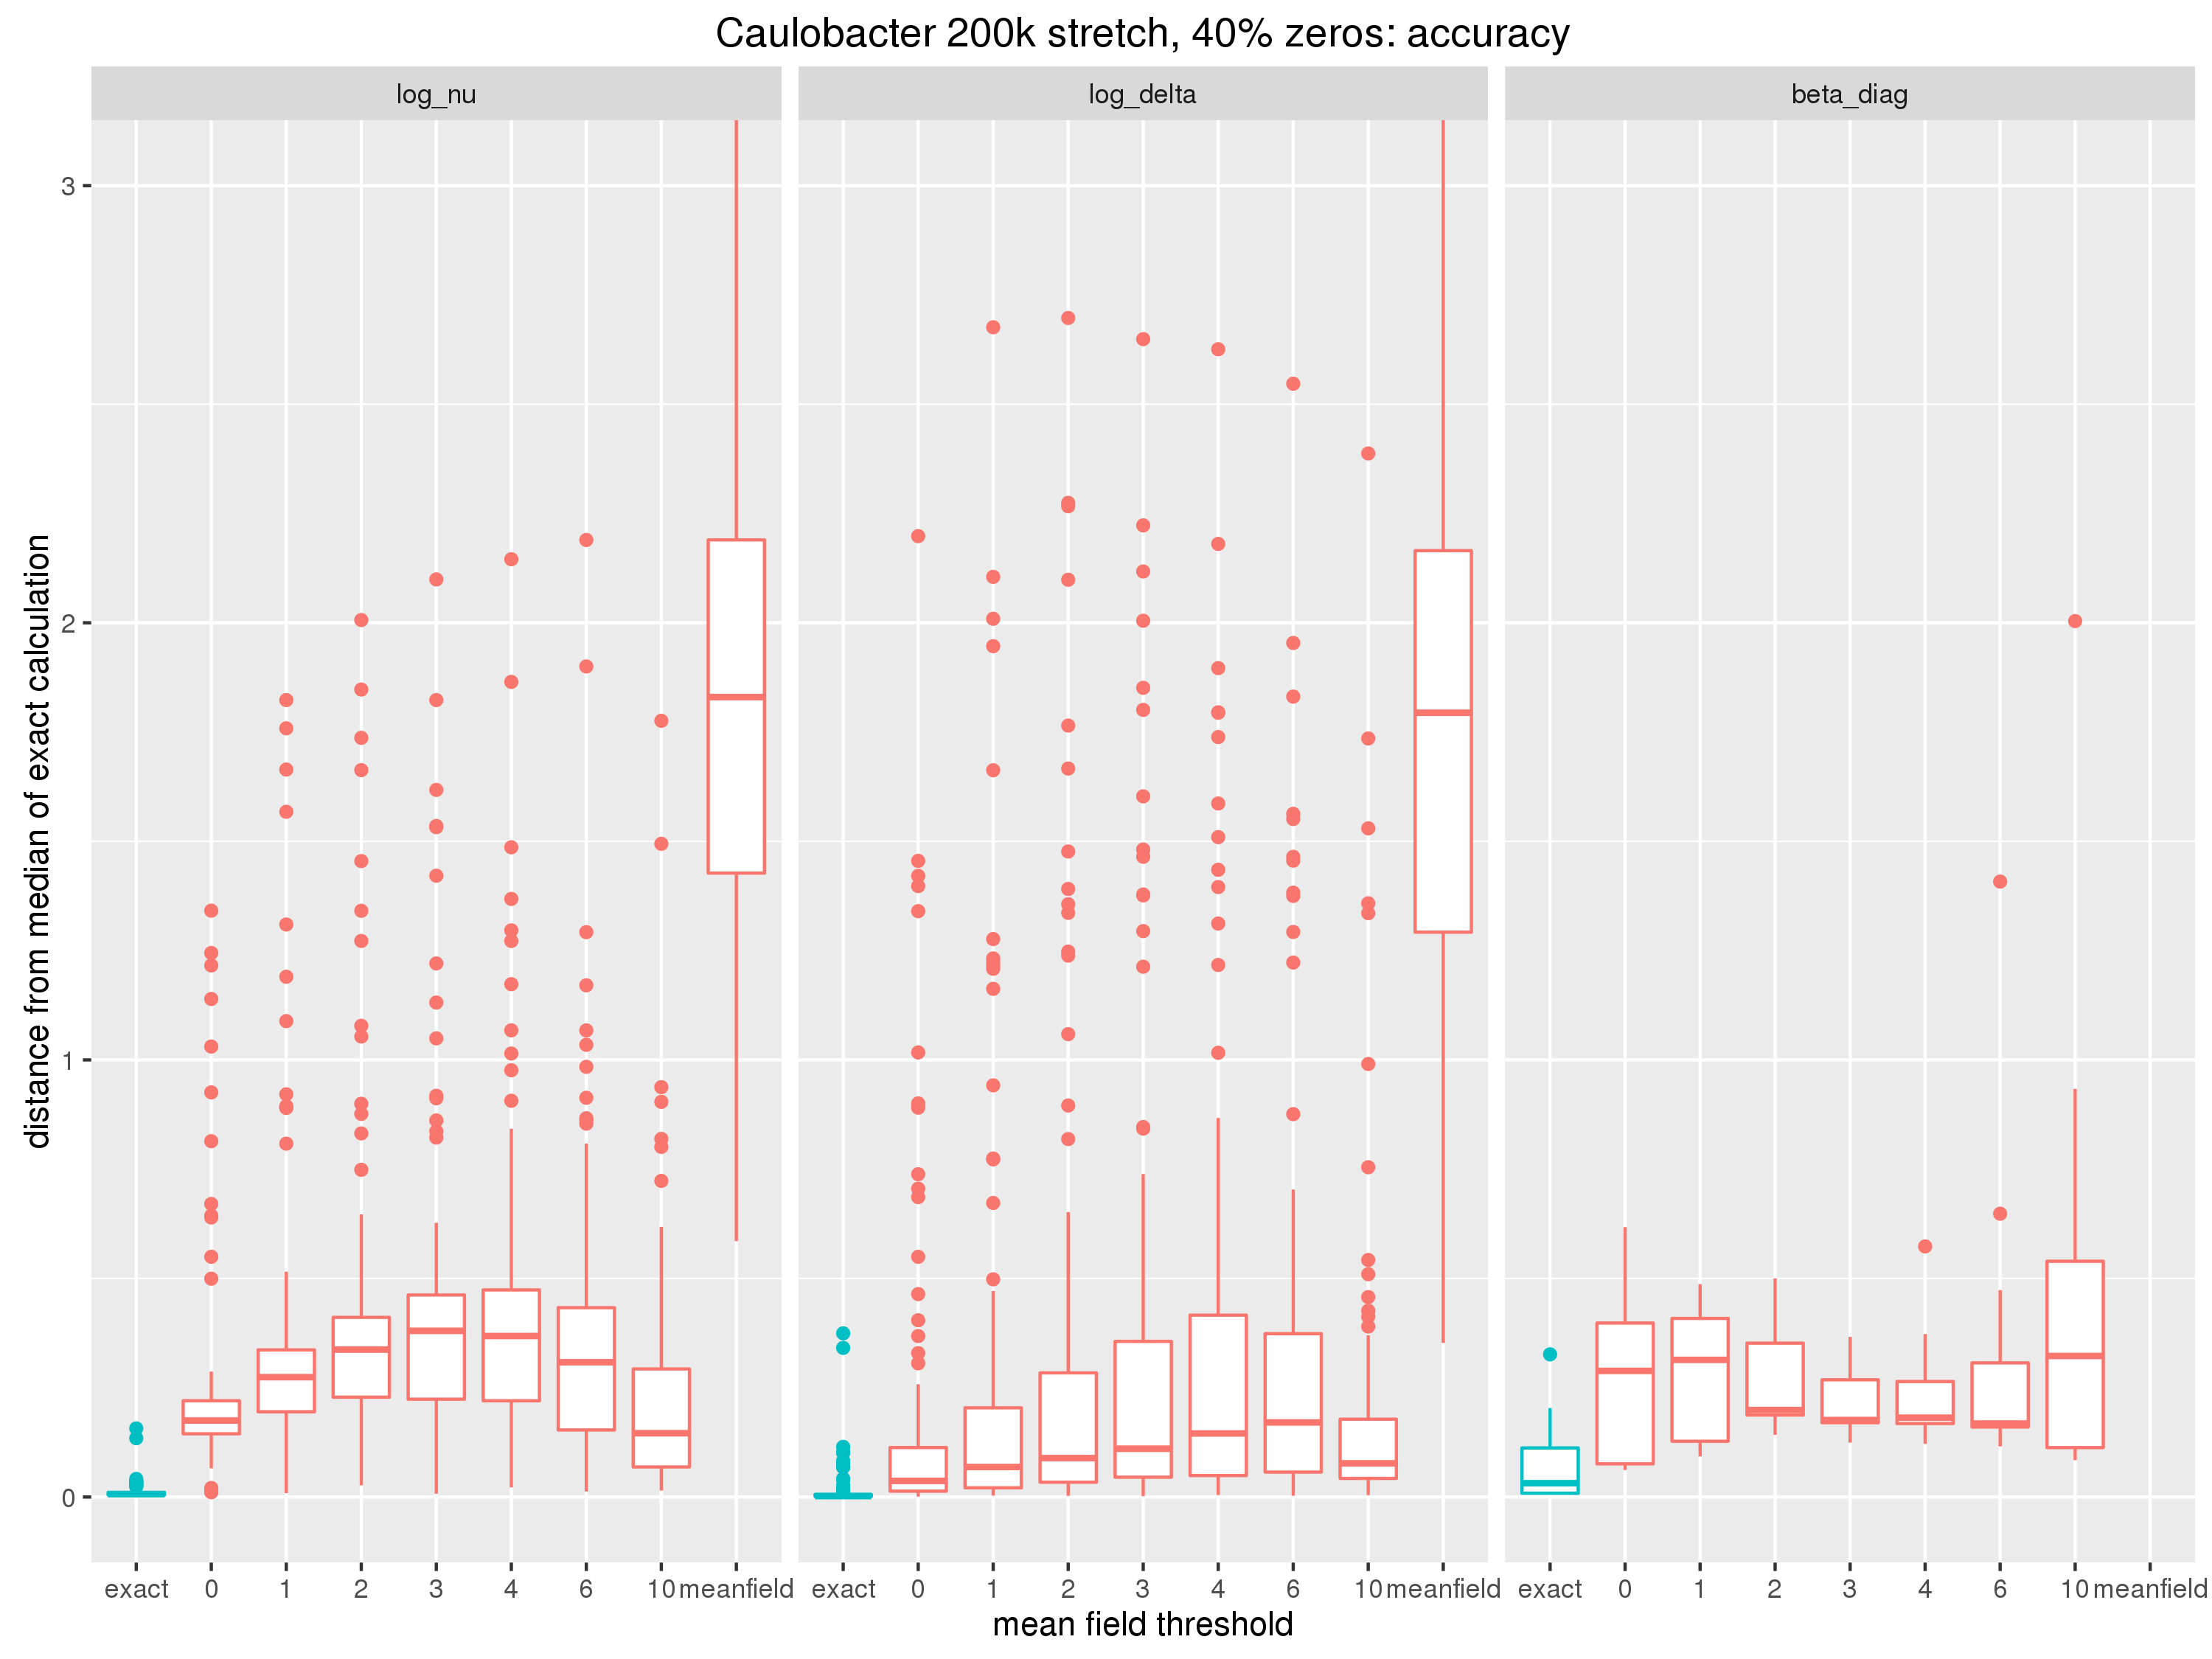 Caulobacter 200k stretch, 40% zeros: accuracy
log_nu log_delta beta_diag
distance from median of exact calculation
3
2
1
0
exact 0 1 2 3 4 6 10 meanfield exact 0 1 2 3 4 6 10 meanfield exact 0 1 2 3 4 6 10 meanfield
mean field threshold